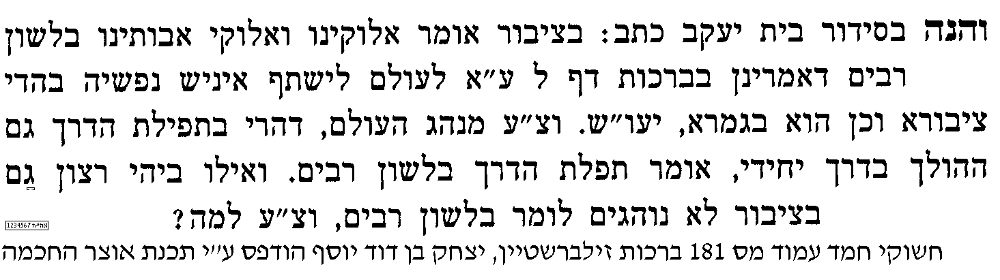 והנה בסידור בית יעקב כתב: בציבור אומר אלוקינו ואלוקי אבותינו בלשון
רבים דאמרינן בברכות דף ל ע״א לעולם לישתף איניש נפשיה בהדי
ציבורא וכן הוא בגמרא, יעו״ש. וצ״ע מנהג העולם, דהרי בתפילת הדרך גם
ההולך בדרך יחידי, אומר תפלת הדרך בלשון רבים. ואילו ביהי רצון גם
בציבור לא נוהגים לומר בלשון רבים, וצ״ע למה?
אה״ח 1234567
חשוקי חמד עמוד מס 181 ברכות זילברשטיין, יצחק בן דוד יוסף הודפס ע״י תכנת אוצר החכמה